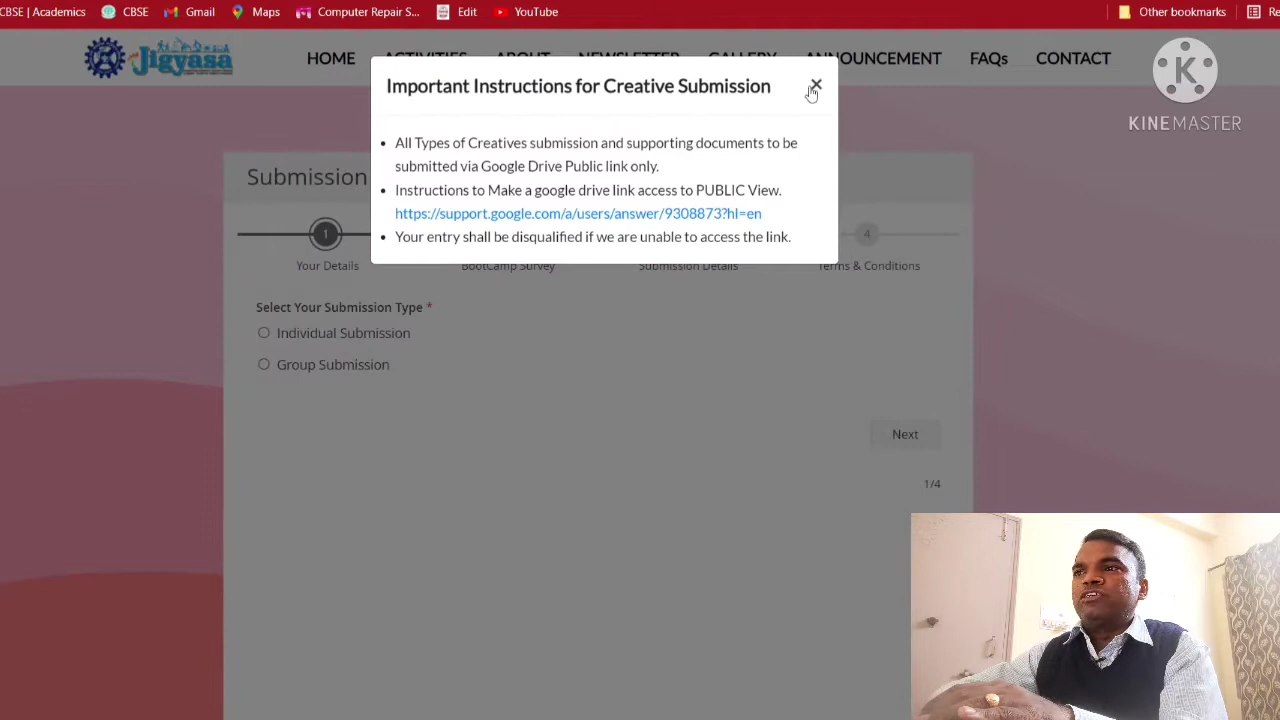 CBSE | Academics CBSE Gmail Maps Computer Repair S... Edit YouTube Other bookmarks Re
Jigyasa HOME ACTIVITIES ABOUT NEWSLETTER GALLERY ANNOUNCEMENT FAQs CONTACT
K
KINEMASTER
Important Instructions for Creative Submission ×
• All Types of Creatives submission and supporting documents to be
submitted via Google Drive Public link only.
• Instructions to Make a google drive link access to PUBLIC View.
https://support.google.com/a/users/answer/9308873?hl=en
• Your entry shall be disqualified if we are unable to access the link.
Submission
1 4
Your Details BootCamp Survey Submission Details Terms & Conditions
Select Your Submission Type *
Individual Submission
Group Submission
Next
1/4